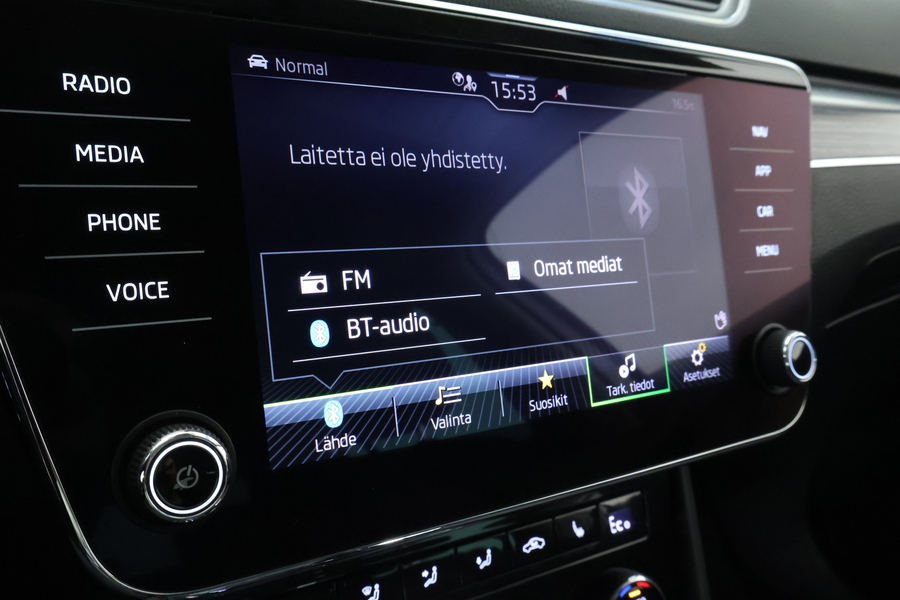 RADIO
MEDIA
PHONE
VOICE
Normal
15:53
Laitetta ei ole yhdistetty.
FM
Omat mediat
BT-audio
Lähde
Valinta
Suosikit
Tark. tiedot
Asetukset
NAV
APP
CAR
MENU